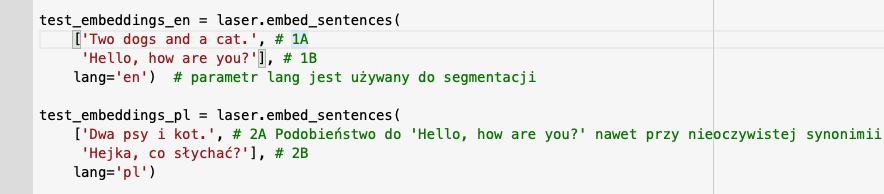 test_embeddings_en = laser.embed_sentences(
    ['Two dogs and a cat.', # 1A
     'Hello, how are you?'], # 1B
    lang='en')  # parametr lang jest używany do segmentacji

test_embeddings_pl = laser.embed_sentences(
    ['Dwa psy i kot.', # 2A Podobieństwo do 'Hello, how are you?' nawet przy nieoczywistej synonimii
     'Hejka, co słychać?'], # 2B
    lang='pl')